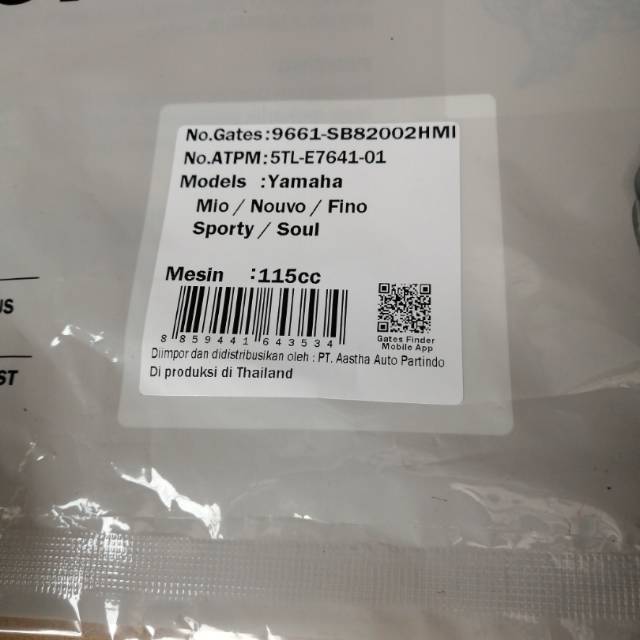 No.Gates:9661-SB82002HMI
No.ATPM:5TL-E7641-01
Models :Yamaha
Mio / Nouvo / Fino
Sporty / Soul
Mesin :115cc
8 859441 643534
Gates Finder
Mobile App
Diimpor dan didistribusikan oleh : PT. Aastha Auto Partindo
Di produksi di Thailand